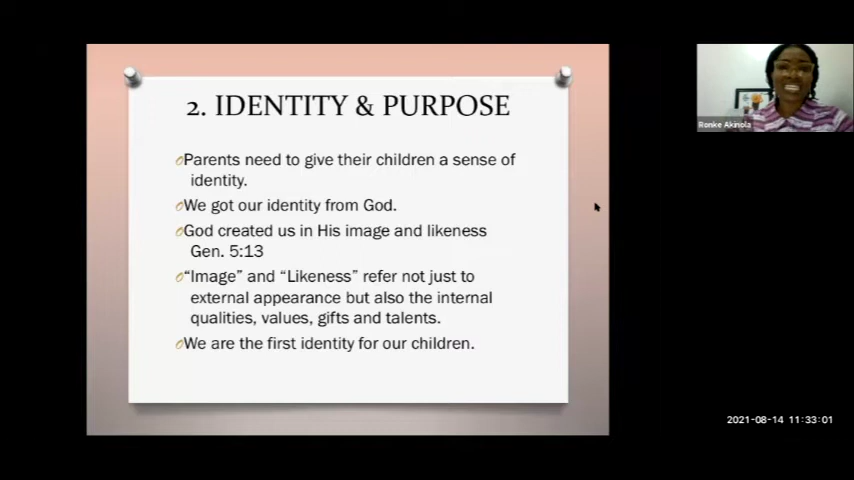 2. IDENTITY & PURPOSE
Parents need to give their children a sense of
identity.
We got our identity from God.
God created us in His image and likeness
Gen. 5:13
“Image” and “Likeness” refer not just to
external appearance but also the internal
qualities, values, gifts and talents.
We are the first identity for our children.
Ronke Akinola
2021-08-14 11:33:01